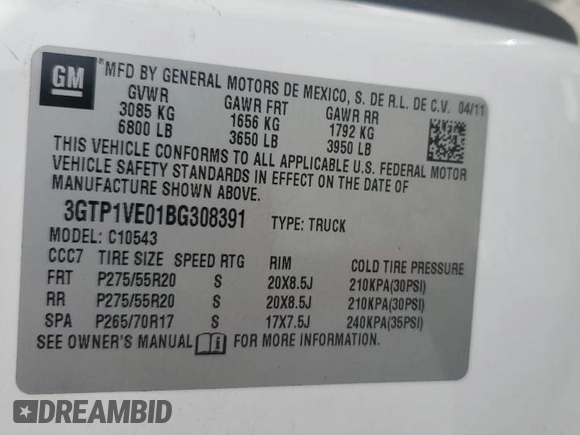 GM
*MFD BY GENERAL MOTORS DE MEXICO, S. DE R.L. DE C.V. 04/11
GVWR GAWR FRT GAWR RR
3085 KG 1656 KG 1792 KG
6800 LB 3650 LB 3950 LB
THIS VEHICLE CONFORMS TO ALL APPLICABLE U.S. FEDERAL MOTOR
VEHICLE SAFETY STANDARDS IN EFFECT ON THE DATE OF
MANUFACTURE SHOWN ABOVE.
3GTP1VE01BG308391 TYPE: TRUCK
MODEL: C10543
CCC7 TIRE SIZE SPEED RTG RIM COLD TIRE PRESSURE
FRT P275/55R20 S 20X8.5J 210KPA(30PSI)
RR P275/55R20 S 20X8.5J 210KPA(30PSI)
SPA P265/70R17 S 17X7.5J 240KPA(35PSI)
SEE OWNER'S MANUAL FOR MORE INFORMATION.
DREAMBID